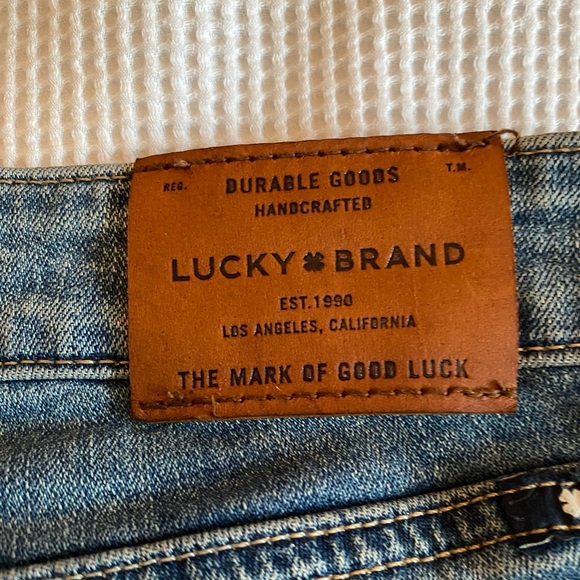 REG. DURABLE GOODS T.M.
HANDCRAFTED
LUCKY BRAND
EST.1990
LOS ANGELES, CALIFORNIA
THE MARK OF GOOD LUCK